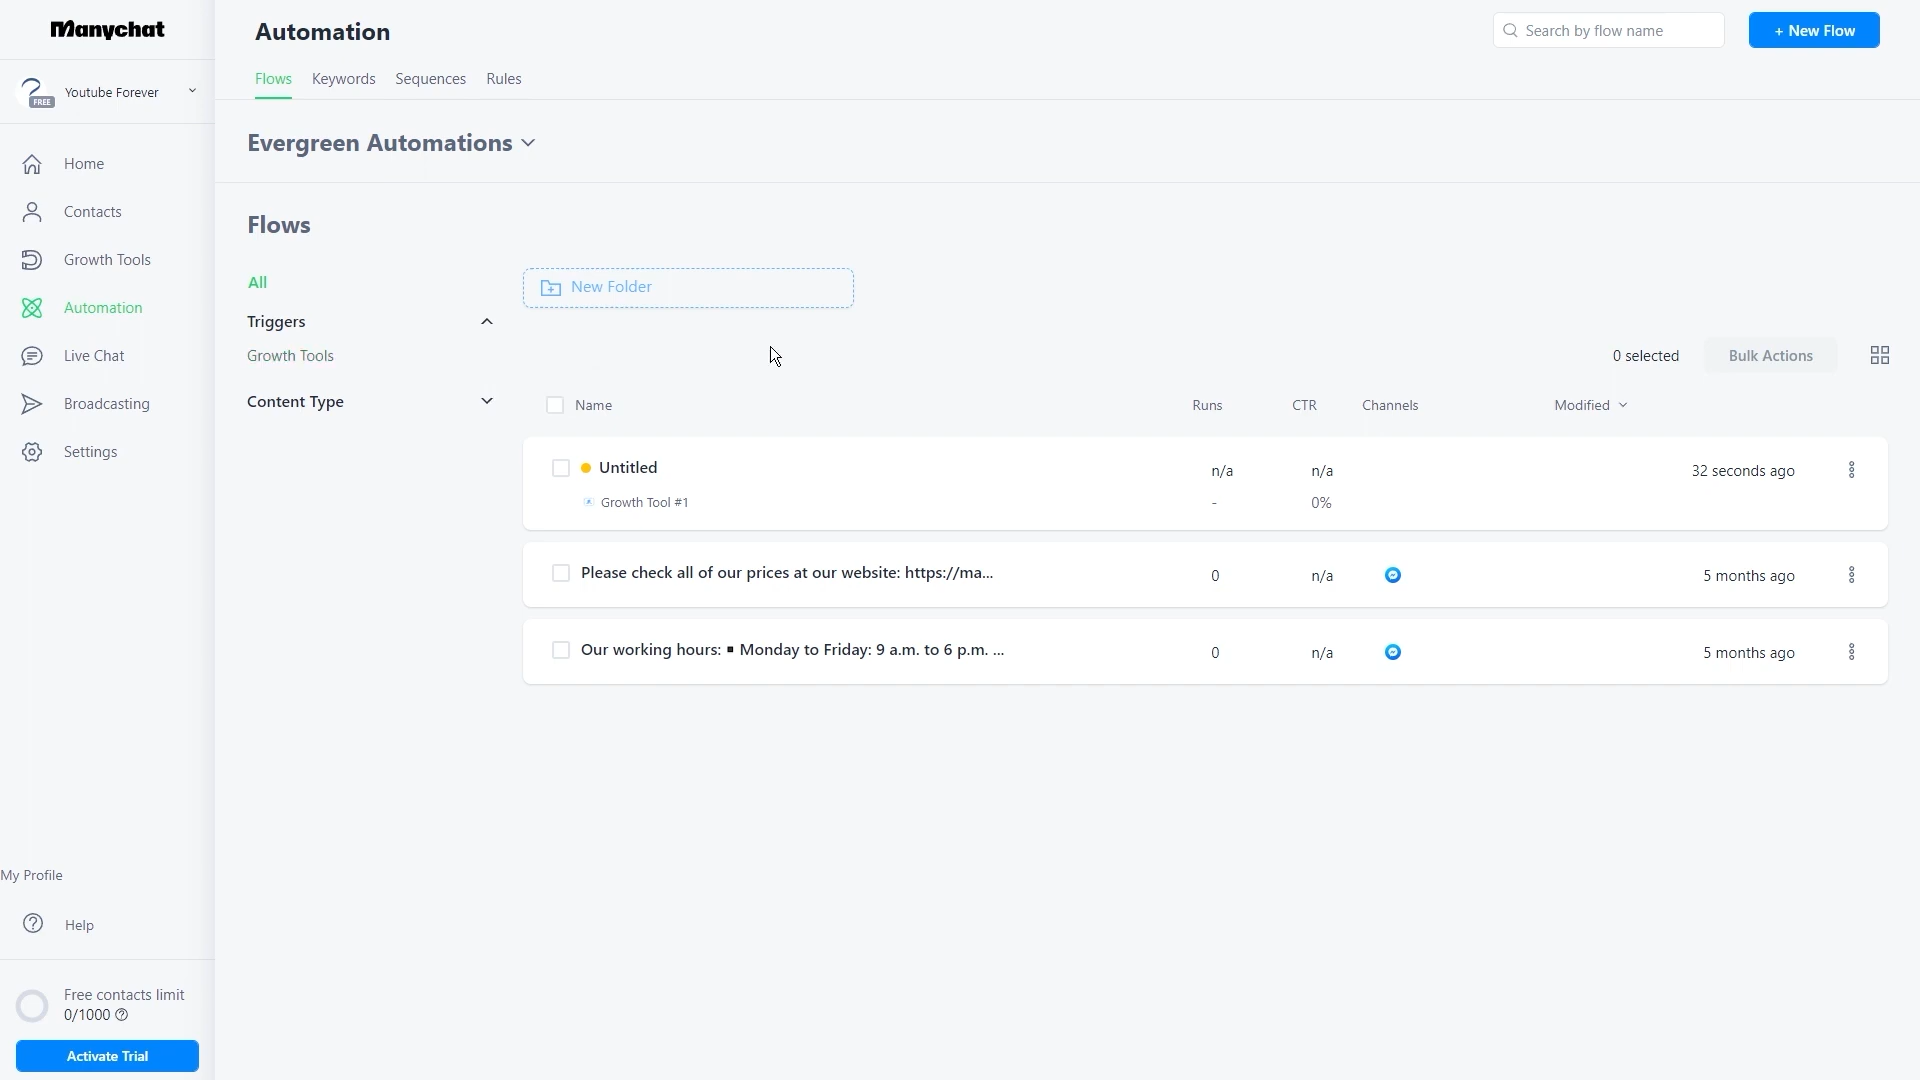 Manychat
FREE
Youtube Forever
Home
Contacts
Growth Tools
Automation
Live Chat
Broadcasting
Settings
My Profile
Help
Free contacts limit
0/1000
Activate Trial
Automation
Search by flow name
+ New Flow
Flows Keywords Sequences Rules
Evergreen Automations
Flows
All
Triggers
Growth Tools
Content Type
New Folder
0 selected Bulk Actions
Name Runs CTR Channels Modified
Untitled n/a n/a 32 seconds ago
Growth Tool #1 - 0%
Please check all of our prices at our website: https://ma... 0 n/a 5 months ago
Our working hours: ▪ Monday to Friday: 9 a.m. to 6 p.m. ... 0 n/a 5 months ago